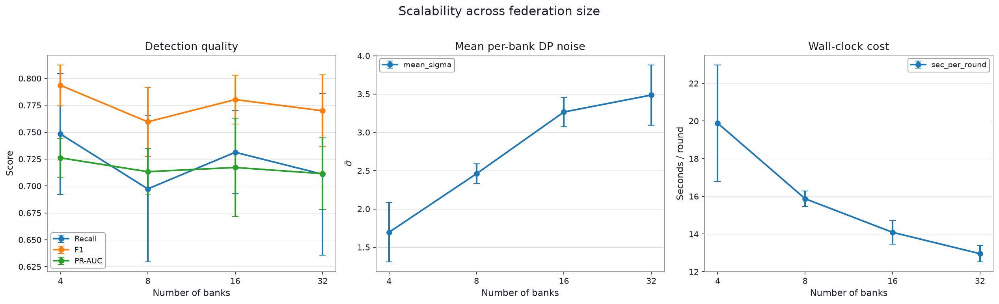 Scalability across federation size
Detection quality
Score
0.800
0.775
0.750
0.725
0.700
0.675
0.650
0.625
Recall
F1
PR-AUC
4
8
16
32
Number of banks
Mean per-bank DP noise
σ̄
4.0
3.5
3.0
2.5
2.0
1.5
mean_sigma
4
8
16
32
Number of banks
Wall-clock cost
Seconds / round
22
20
18
16
14
12
sec_per_round
4
8
16
32
Number of banks